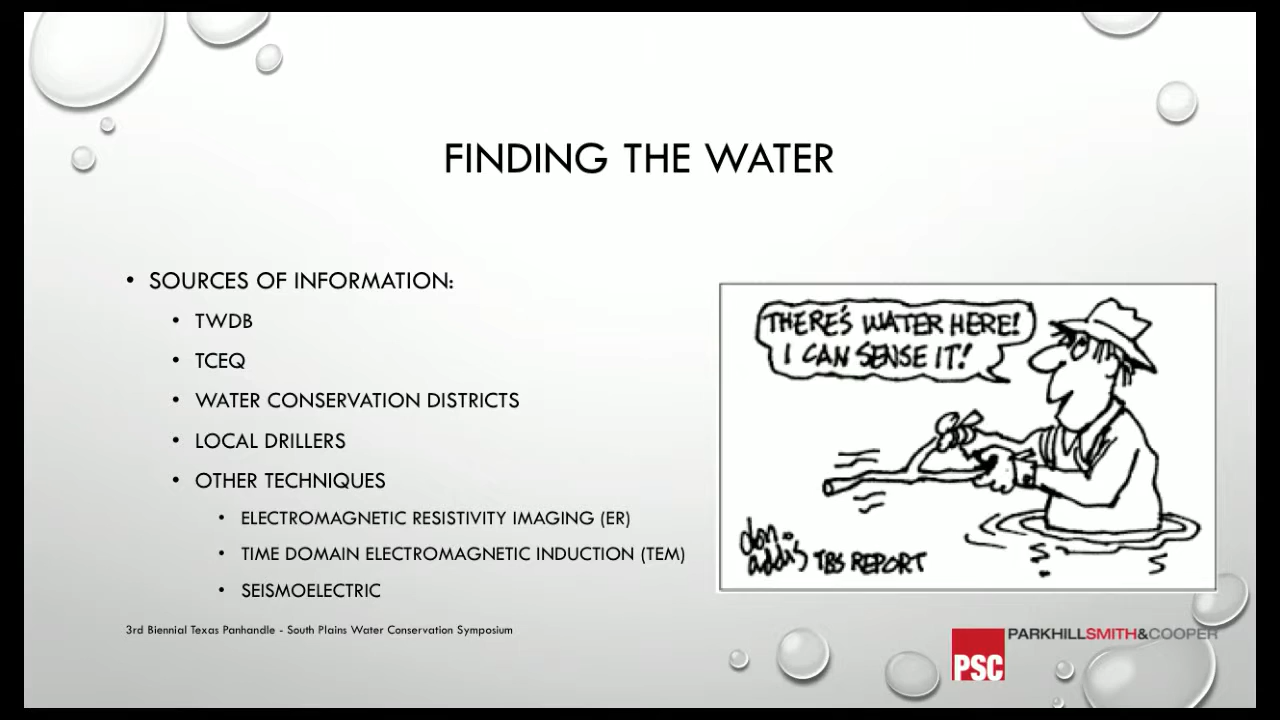 FINDING THE WATER
• SOURCES OF INFORMATION:
• TWDB
• TCEQ
• WATER CONSERVATION DISTRICTS
• LOCAL DRILLERS
• OTHER TECHNIQUES
• ELECTROMAGNETIC RESISTIVITY IMAGING (ER)
• TIME DOMAIN ELECTROMAGNETIC INDUCTION (TEM)
• SEISMOELECTRIC
THERE'S WATER HERE!
I CAN SENSE IT!
don
addis TBS REPORT
3rd Biennial Texas Panhandle - South Plains Water Conservation Symposium
PSC
PARKHILLSMITH&COOPER